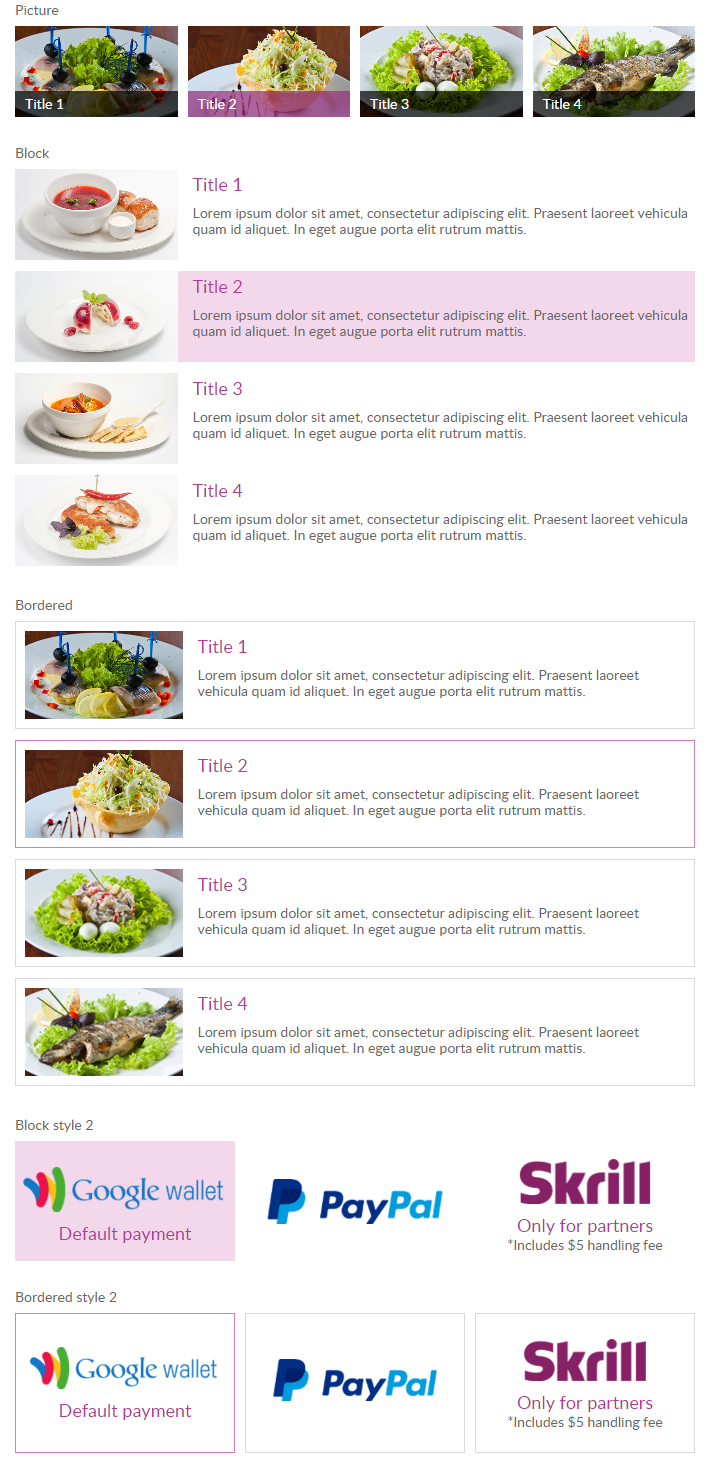 Picture
Title 1
Title 2
Title 3
Title 4
Block
Title 1
Lorem ipsum dolor sit amet, consectetur adipiscing elit. Praesent laoreet vehicula
quam id aliquet. In eget augue porta elit rutrum mattis.
Title 2
Lorem ipsum dolor sit amet, consectetur adipiscing elit. Praesent laoreet vehicula
quam id aliquet. In eget augue porta elit rutrum mattis.
Title 3
Lorem ipsum dolor sit amet, consectetur adipiscing elit. Praesent laoreet vehicula
quam id aliquet. In eget augue porta elit rutrum mattis.
Title 4
Lorem ipsum dolor sit amet, consectetur adipiscing elit. Praesent laoreet vehicula
quam id aliquet. In eget augue porta elit rutrum mattis.
Bordered
Title 1
Lorem ipsum dolor sit amet, consectetur adipiscing elit. Praesent laoreet
vehicula quam id aliquet. In eget augue porta elit rutrum mattis.
Title 2
Lorem ipsum dolor sit amet, consectetur adipiscing elit. Praesent laoreet
vehicula quam id aliquet. In eget augue porta elit rutrum mattis.
Title 3
Lorem ipsum dolor sit amet, consectetur adipiscing elit. Praesent laoreet
vehicula quam id aliquet. In eget augue porta elit rutrum mattis.
Title 4
Lorem ipsum dolor sit amet, consectetur adipiscing elit. Praesent laoreet
vehicula quam id aliquet. In eget augue porta elit rutrum mattis.
Block style 2
Google wallet
Default payment
PayPal
Skrill
Only for partners
*Includes $5 handling fee
Bordered style 2
Google wallet
Default payment
PayPal
Skrill
Only for partners
*Includes $5 handling fee